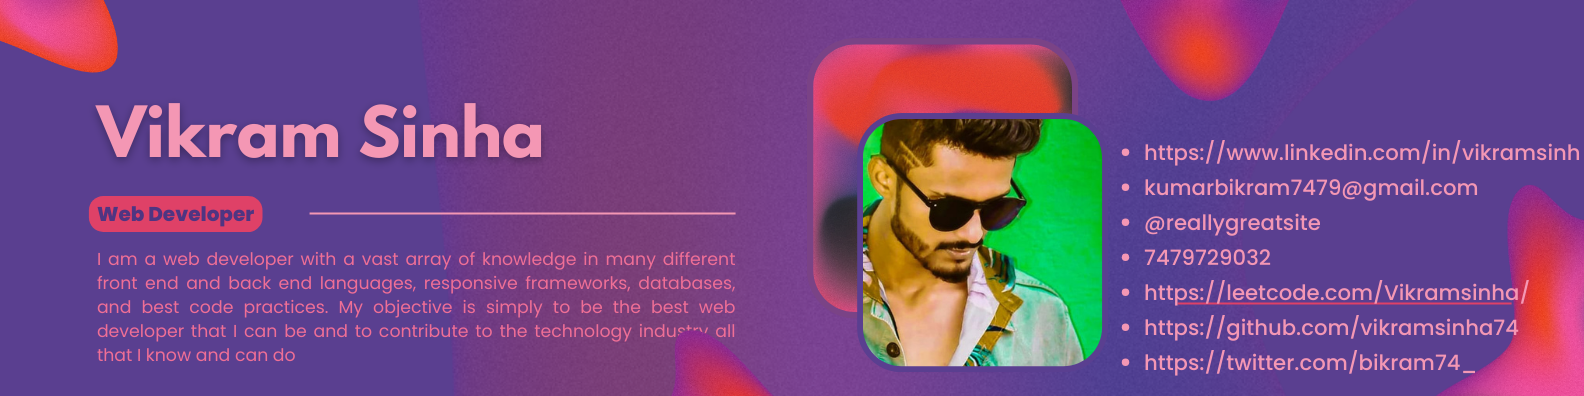 Vikram Sinha
Web Developer
I am a web developer with a vast array of knowledge in many different
front end and back end languages, responsive frameworks, databases,
and best code practices. My objective is simply to be the best web
developer that I can be and to contribute to the technology industry all
that I know and can do
https://www.linkedin.com/in/vikramsinh
kumarbikram7479@gmail.com
@reallygreatsite
7479729032
https://leetcode.com/Vikramsinha/
https://github.com/vikramsinha74
https://twitter.com/bikram74_